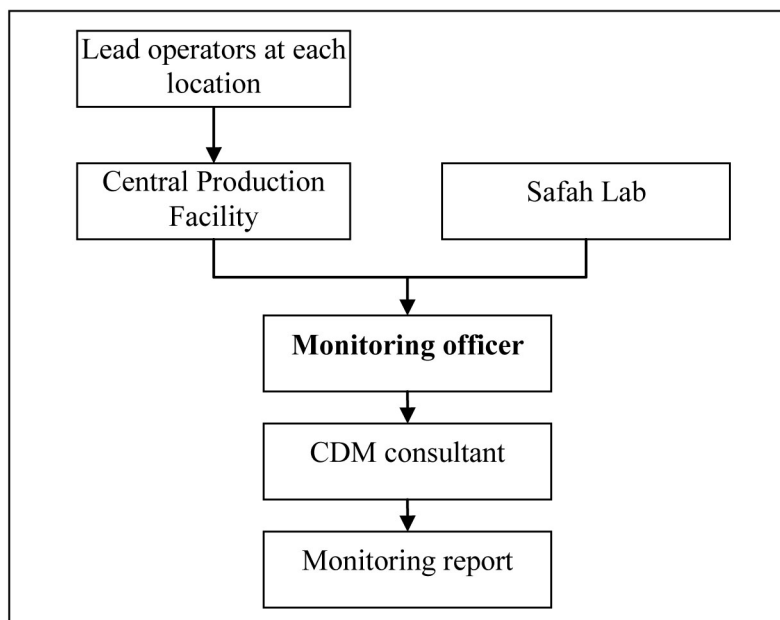 Lead operators at each
location
Central Production
Facility
Safah Lab
Monitoring officer
CDM consultant
Monitoring report